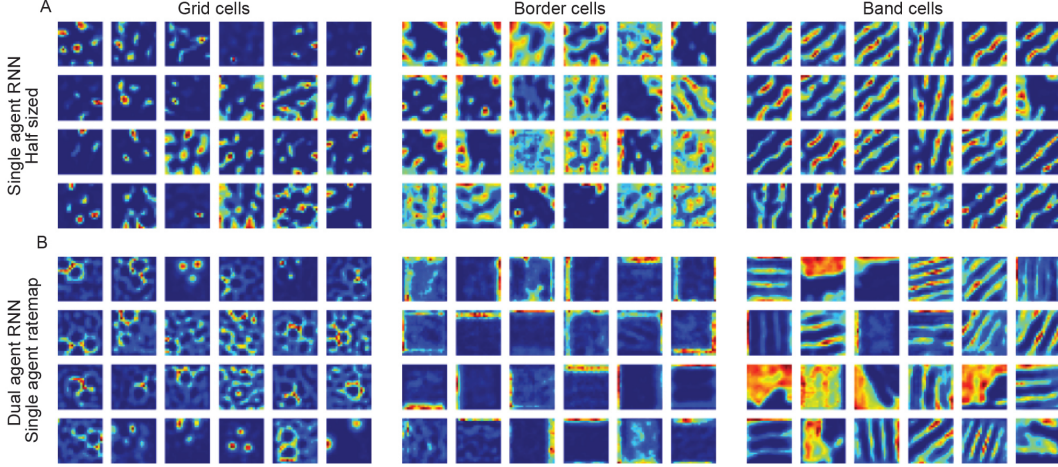 A
Grid cells
Border cells
Band cells
Single agent RNN
Half sized
B
Dual agent RNN
Single agent ratemap